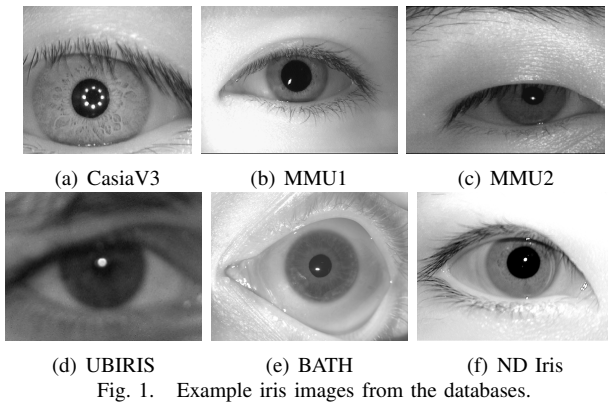 (a) CasiaV3 (b) MMU1 (c) MMU2
(d) UBIRIS (e) BATH (f) ND Iris
Fig. 1. Example iris images from the databases.